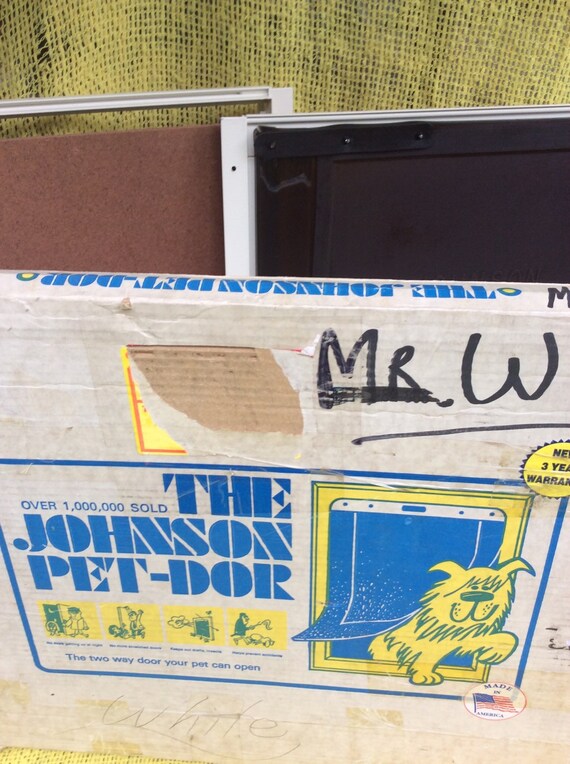 THE JOHNSON PET-DOR
M
MR. W
NEW
3 YEA
WARRAN
OVER 1,000,000 SOLD
THE
JOHNSON
PET-DOR
The two way door your pet can open
MADE
IN
AMERICA
White